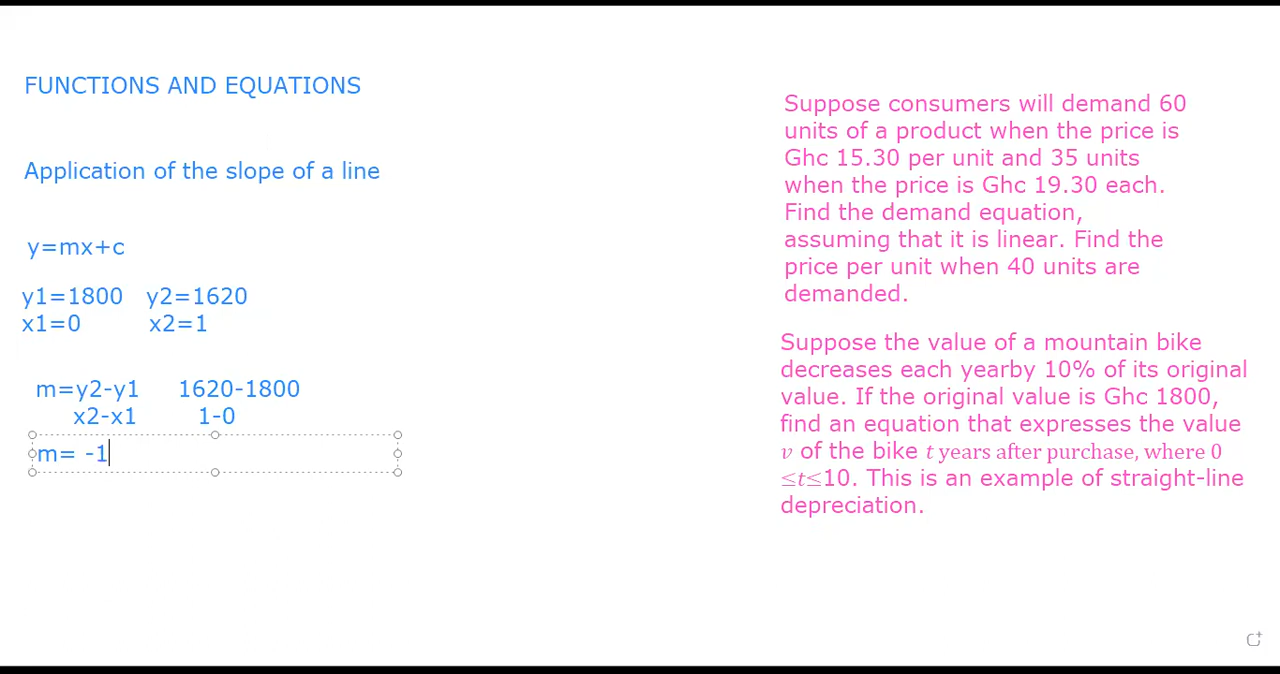 FUNCTIONS AND EQUATIONS
Application of the slope of a line
y=mx+c
y1=1800 y2=1620
x1=0 x2=1
m=y2-y1 1620-1800
x2-x1 1-0
m= -1
Suppose consumers will demand 60
units of a product when the price is
Ghc 15.30 per unit and 35 units
when the price is Ghc 19.30 each.
Find the demand equation,
assuming that it is linear. Find the
price per unit when 40 units are
demanded.
Suppose the value of a mountain bike
decreases each yearby 10% of its original
value. If the original value is Ghc 1800,
find an equation that expresses the value
v of the bike t years after purchase, where 0
≤t≤10. This is an example of straight-line
depreciation.